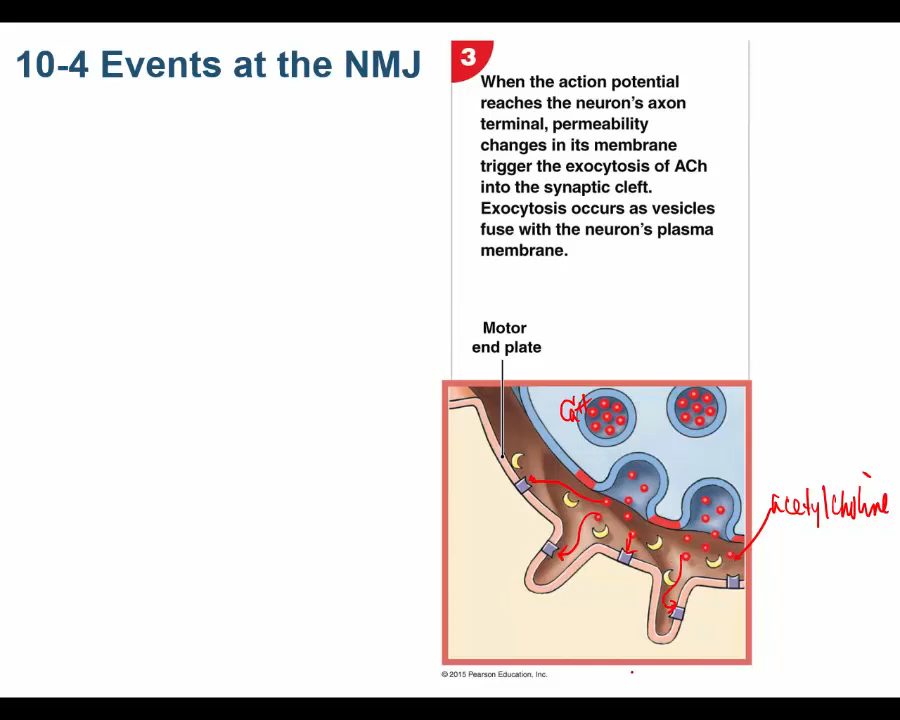 10-4 Events at the NMJ
3
When the action potential
reaches the neuron's axon
terminal, permeability
changes in its membrane
trigger the exocytosis of ACh
into the synaptic cleft.
Exocytosis occurs as vesicles
fuse with the neuron's plasma
membrane.
Motor
end plate
Ca++
acetylcholine
© 2015 Pearson Education, Inc.